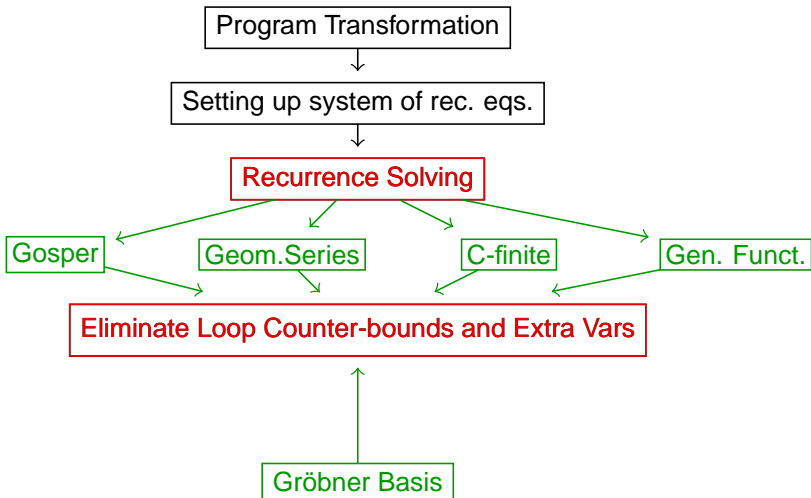 Program Transformation
Setting up system of rec. eqs.
Recurrence Solving
Gosper
Geom.Series
C-finite
Gen. Funct.
Eliminate Loop Counter-bounds and Extra Vars
Gröbner Basis